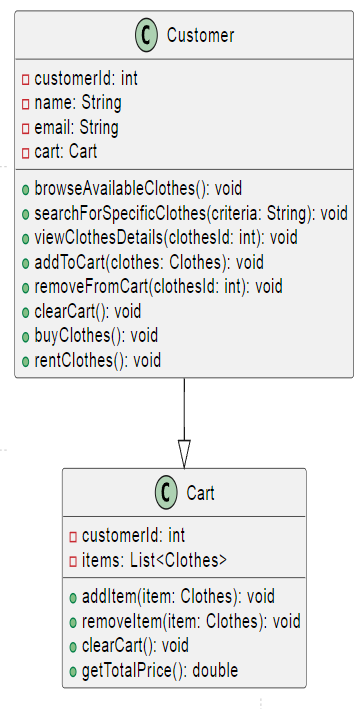 C Customer
customerId: int
name: String
email: String
cart: Cart
browseAvailableClothes(): void
searchForSpecificClothes(criteria: String): void
viewClothesDetails(clothesId: int): void
addToCart(clothes: Clothes): void
removeFromCart(clothesId: int): void
clearCart(): void
buyClothes(): void
rentClothes(): void
C Cart
customerId: int
items: List<Clothes>
addItem(item: Clothes): void
removeItem(item: Clothes): void
clearCart(): void
getTotalPrice(): double